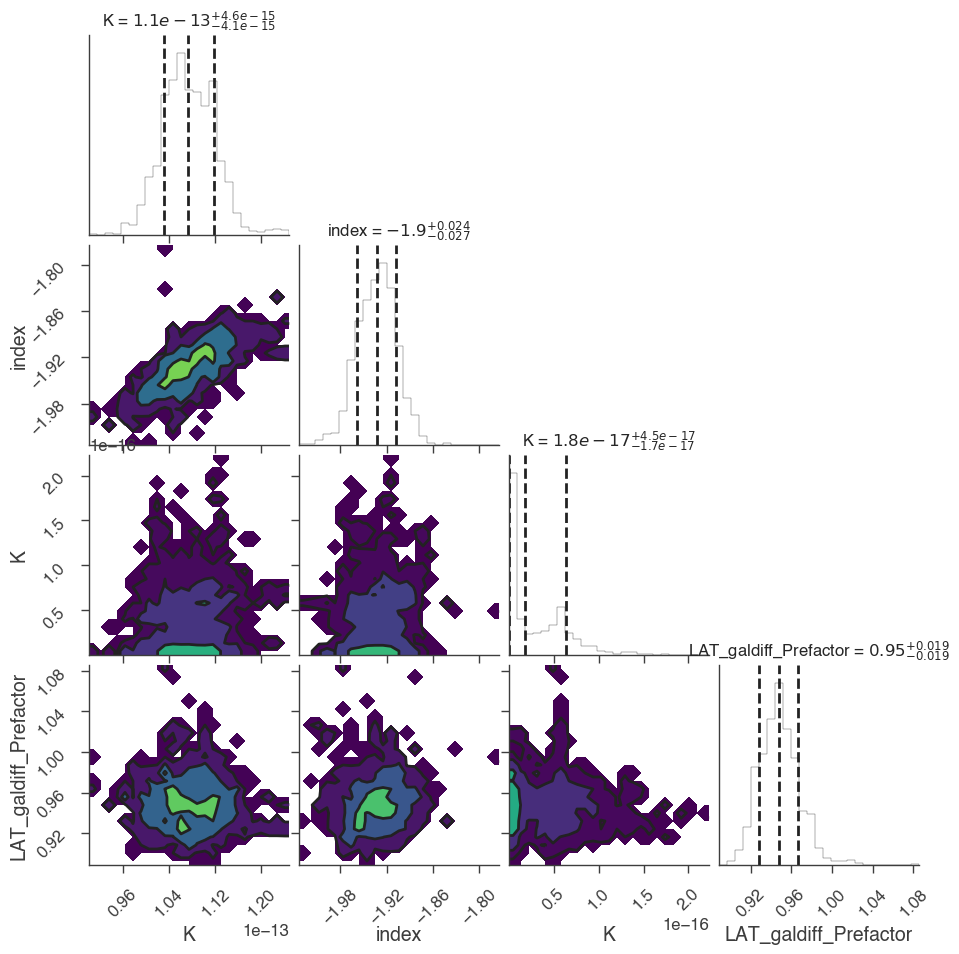 K = 1.1e−13 +4.6e−15 −4.1e−15
index = −1.9 +0.024 −0.027
−1.80
−1.86
−1.92
−1.98
index
1e−16
K = 1.8e−17 +4.5e−17 −1.7e−17
2.0
1.5
1.0
0.5
K
LAT_galdiff_Prefactor = 0.95 +0.019 −0.019
1.08
1.04
1.00
0.96
0.92
LAT_galdiff_Prefactor
0.96 1.04 1.12 1.20 −1.98 −1.92 −1.86 −1.80 0.5 1.0 1.5 2.0 0.92 0.96 1.00 1.04 1.08
1e−13 1e−16
K index K LAT_galdiff_Prefactor